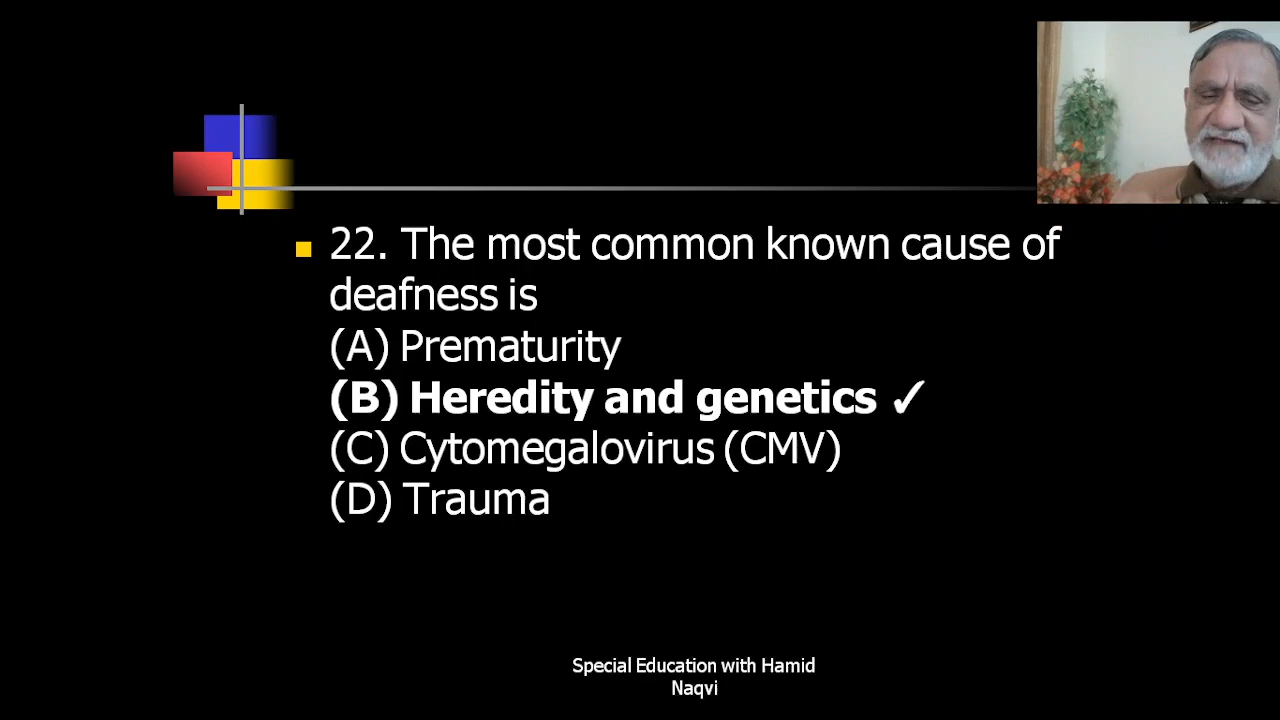 22. The most common known cause of
deafness is
(A) Prematurity
(B) Heredity and genetics ✓
(C) Cytomegalovirus (CMV)
(D) Trauma
Special Education with Hamid
Naqvi